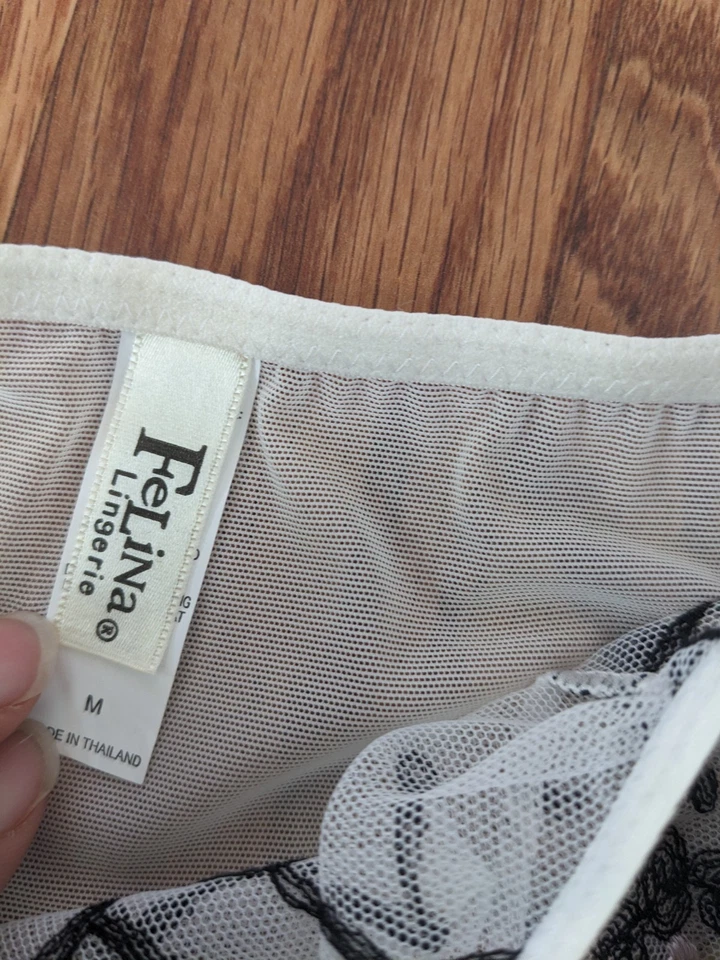 FeLiNa®
Lingerie
M
DE IN THAILAND